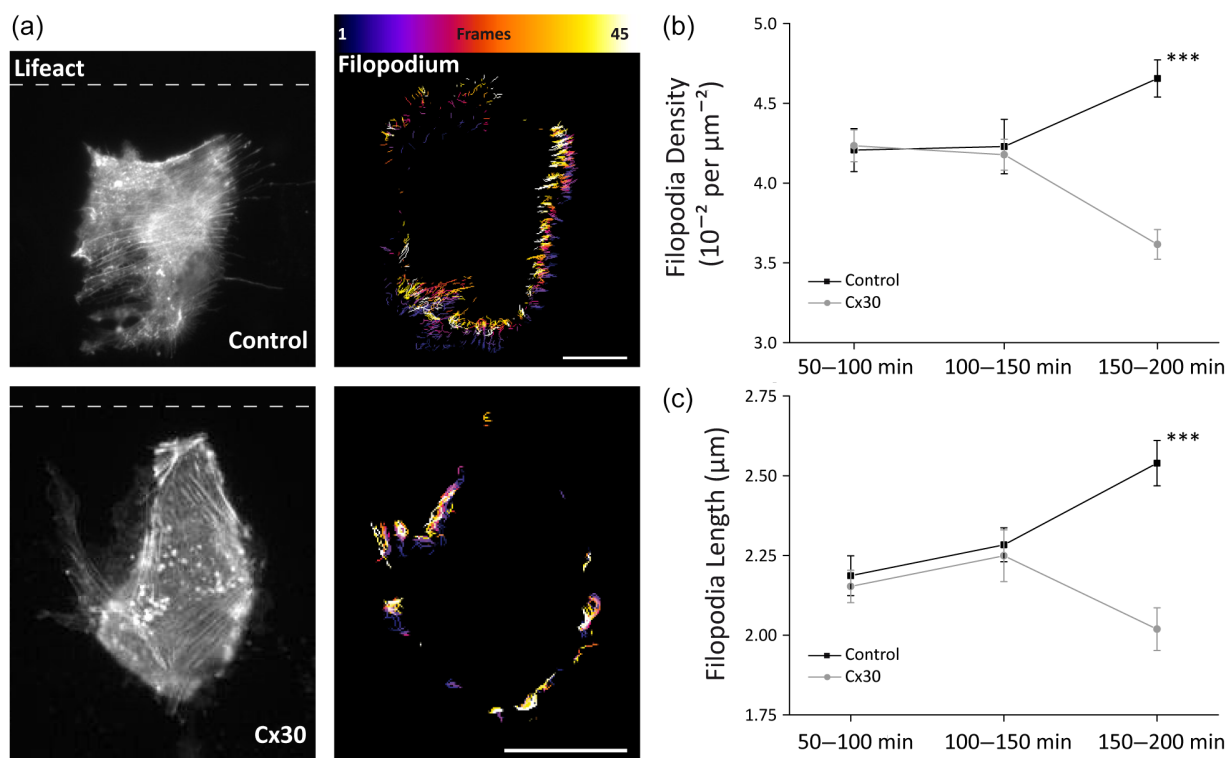 (a)
Lifeact
Control
1 Frames 45
Filopodium
Cx30
(b)
Filopodia Density
(10⁻² per μm⁻²)
5.0
4.5
4.0
3.5
3.0
***
Control
Cx30
50–100 min 100–150 min 150–200 min
(c)
Filopodia Length (μm)
2.75
2.50
2.25
2.00
1.75
***
Control
Cx30
50–100 min 100–150 min 150–200 min